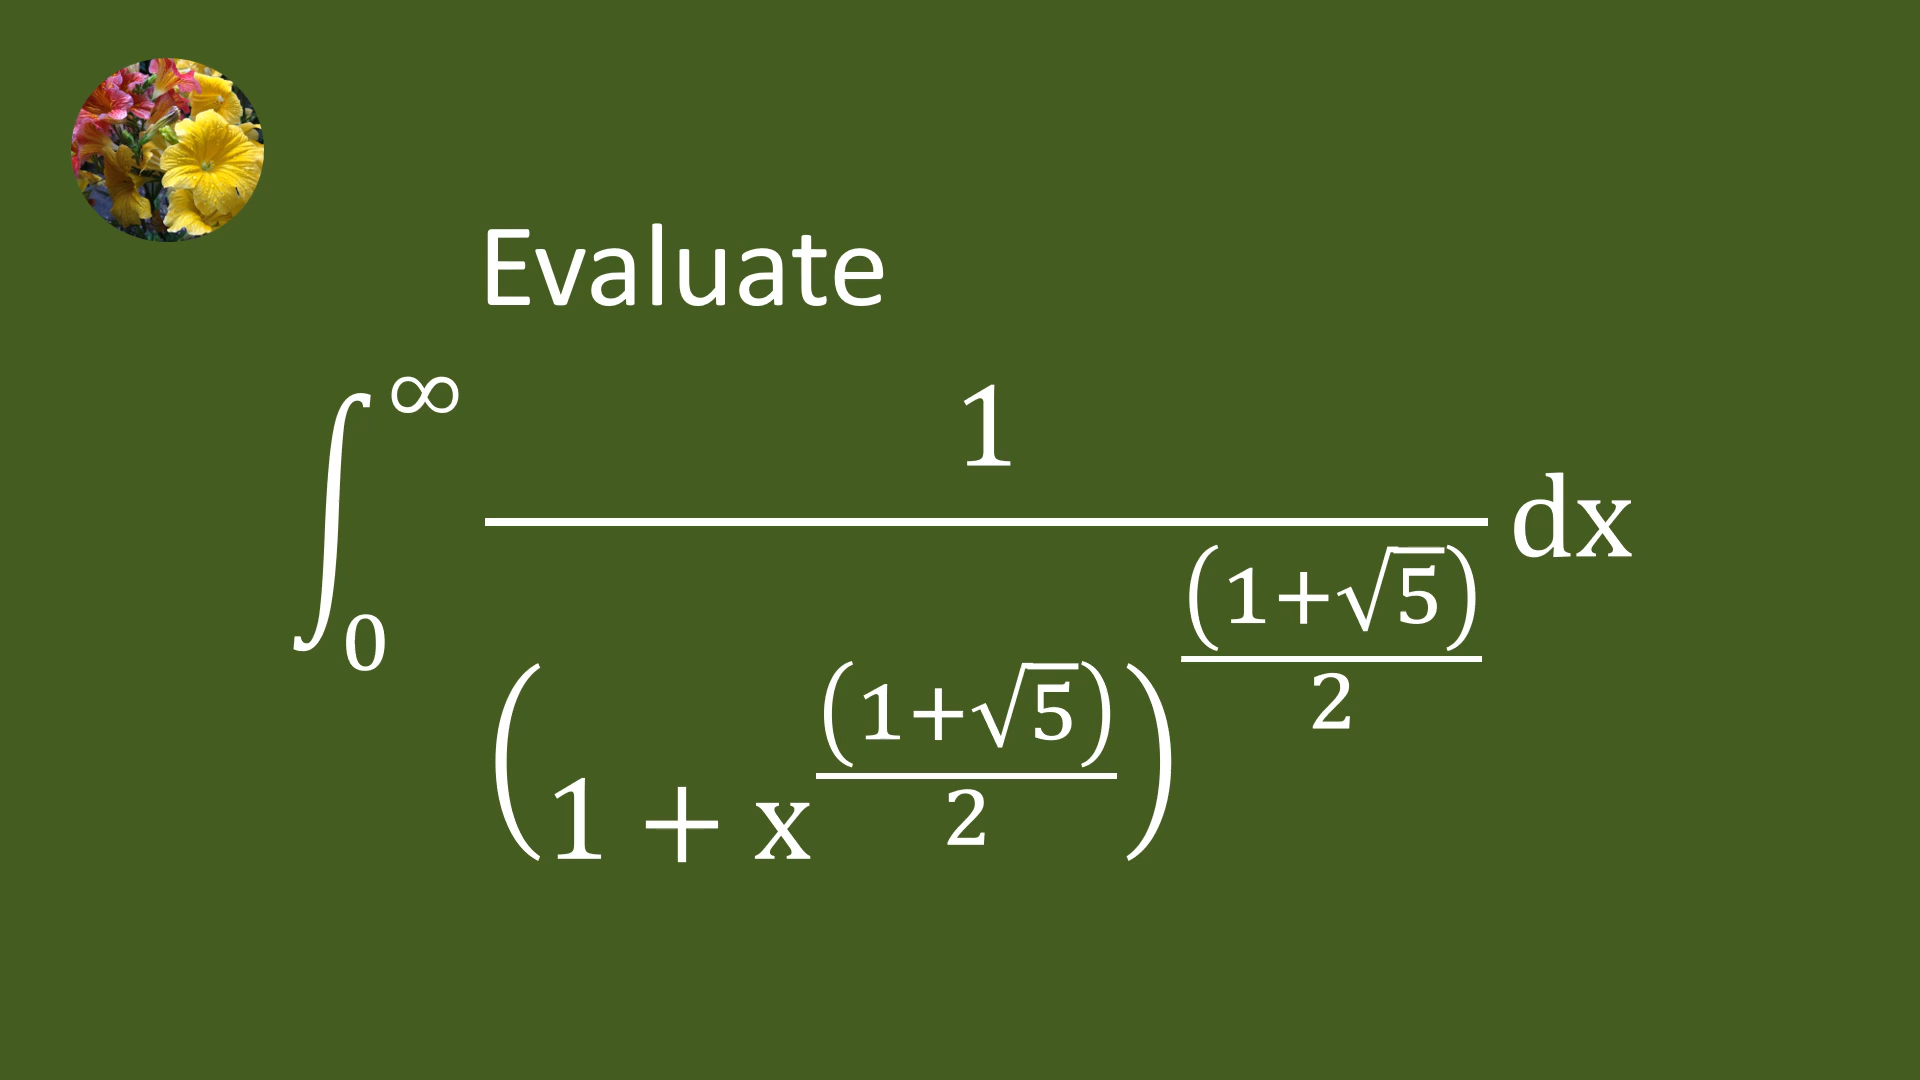 Evaluate
∫₀^∞ 1 / (1 + x^((1+√5)/2))^((1+√5)/2) dx